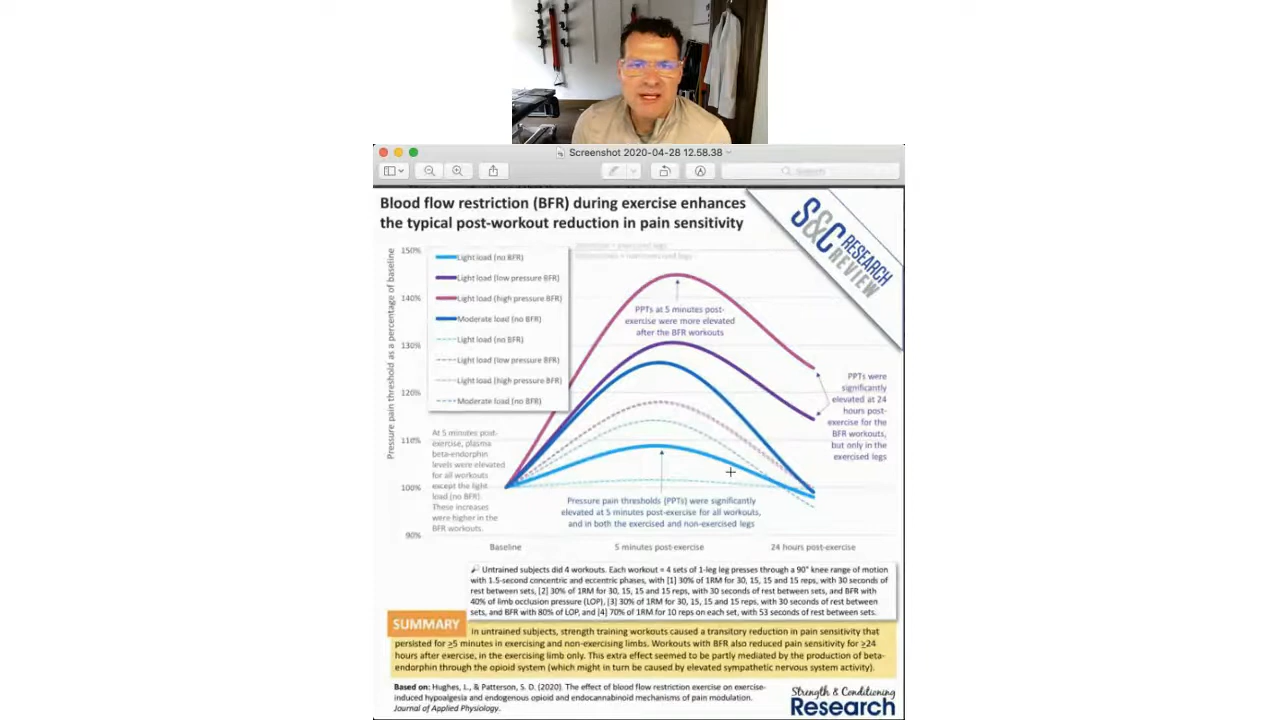 Screenshot 2020-04-28 12.58.38
Search
Blood flow restriction (BFR) during exercise enhances
the typical post-workout reduction in pain sensitivity
S&C RESEARCH
REVIEW
Pressure pain threshold as a percentage of baseline
150%
140%
130%
120%
110%
100%
90%
Light load (no BFR)
Light load (low pressure BFR)
Light load (high pressure BFR)
Moderate load (no BFR)
Light load (no BFR)
Light load (low pressure BFR)
Light load (high pressure BFR)
Moderate load (no BFR)
PPTs at 5 minutes post-
exercise were more elevated
after the BFR workouts
PPTs were
significantly
elevated at 24
hours post-
exercise for the
BFR workouts,
but only in the
exercised legs
At 5 minutes post-
exercise, plasma
beta-endorphin
levels were elevated
for all workouts
except the light
load (no BFR)
These increases
were higher in the
BFR workouts.
Pressure pain thresholds (PPTs) were significantly
elevated at 5 minutes post-exercise for all workouts,
and in both the exercised and non-exercised legs
Baseline
5 minutes post-exercise
24 hours post-exercise
Untrained subjects did 4 workouts. Each workout = 4 sets of 1-leg leg presses through a 90° knee range of motion
with 1.5-second concentric and eccentric phases, with [1] 30% of 1RM for 30, 15, 15 and 15 reps, with 30 seconds of
rest between sets, [2] 30% of 1RM for 30, 15, 15 and 15 reps, with 30 seconds of rest between sets, and BFR with
40% of limb occlusion pressure (LOP), [3] 30% of 1RM for 30, 15, 15 and 15 reps, with 30 seconds of rest between
sets, and BFR with 80% of LOP, and [4] 70% of 1RM for 10 reps on each set, with 53 seconds of rest between sets.
SUMMARY
In untrained subjects, strength training workouts caused a transitory reduction in pain sensitivity that
persisted for ≥5 minutes in exercising and non-exercising limbs. Workouts with BFR also reduced pain sensitivity for ≥24
hours after exercise, in the exercising limb only. This extra effect seemed to be partly mediated by the production of beta-
endorphin through the opioid system (which might in turn be caused by elevated sympathetic nervous system activity).
Based on: Hughes, L., & Patterson, S. D. (2020). The effect of blood flow restriction exercise on exercise-
induced hypoalgesia and endogenous opioid and endocannabinoid mechanisms of pain modulation.
Journal of Applied Physiology.
Strength & Conditioning
Research